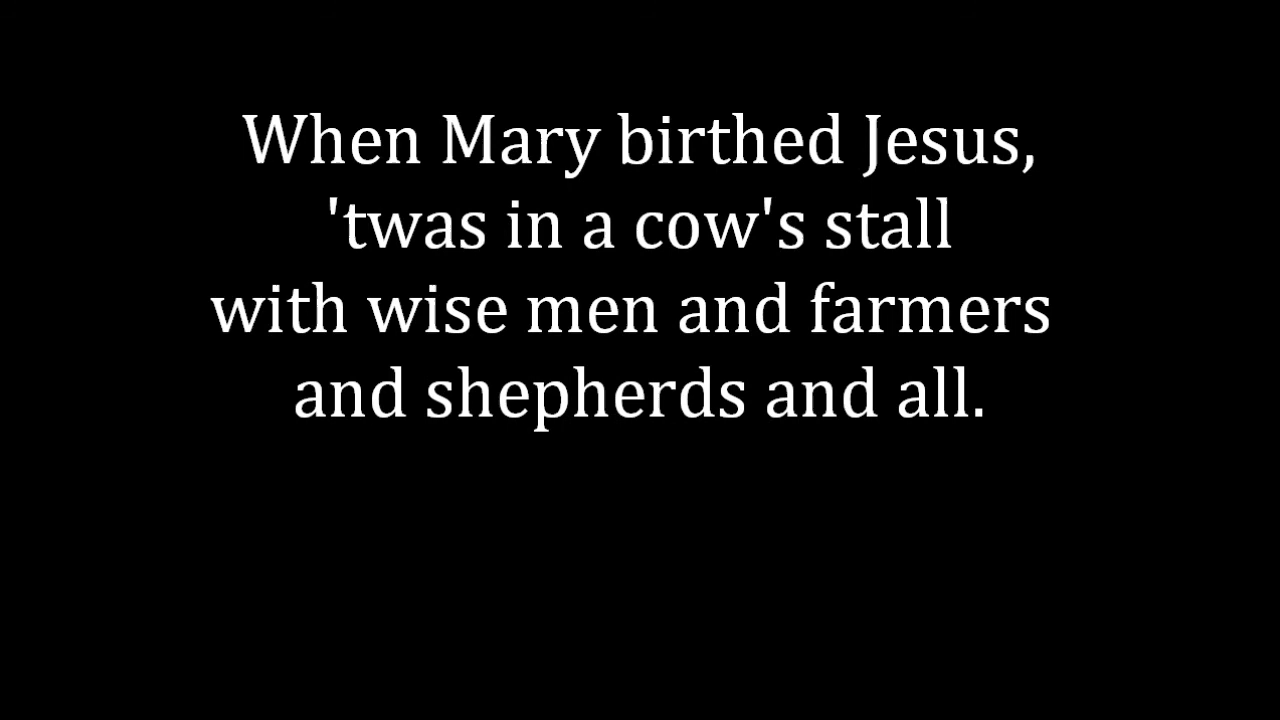 When Mary birthed Jesus,
'twas in a cow's stall
with wise men and farmers
and shepherds and all.